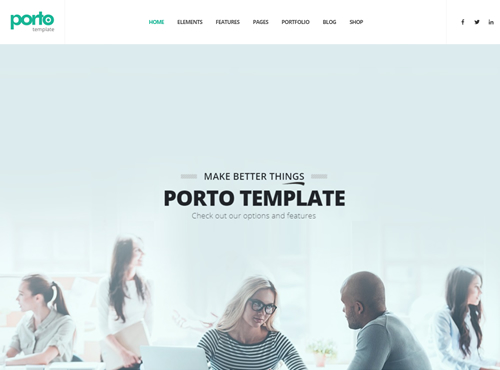 porto
template
HOME ELEMENTS FEATURES PAGES PORTFOLIO BLOG SHOP
MAKE BETTER THINGS
PORTO TEMPLATE
Check out our options and features